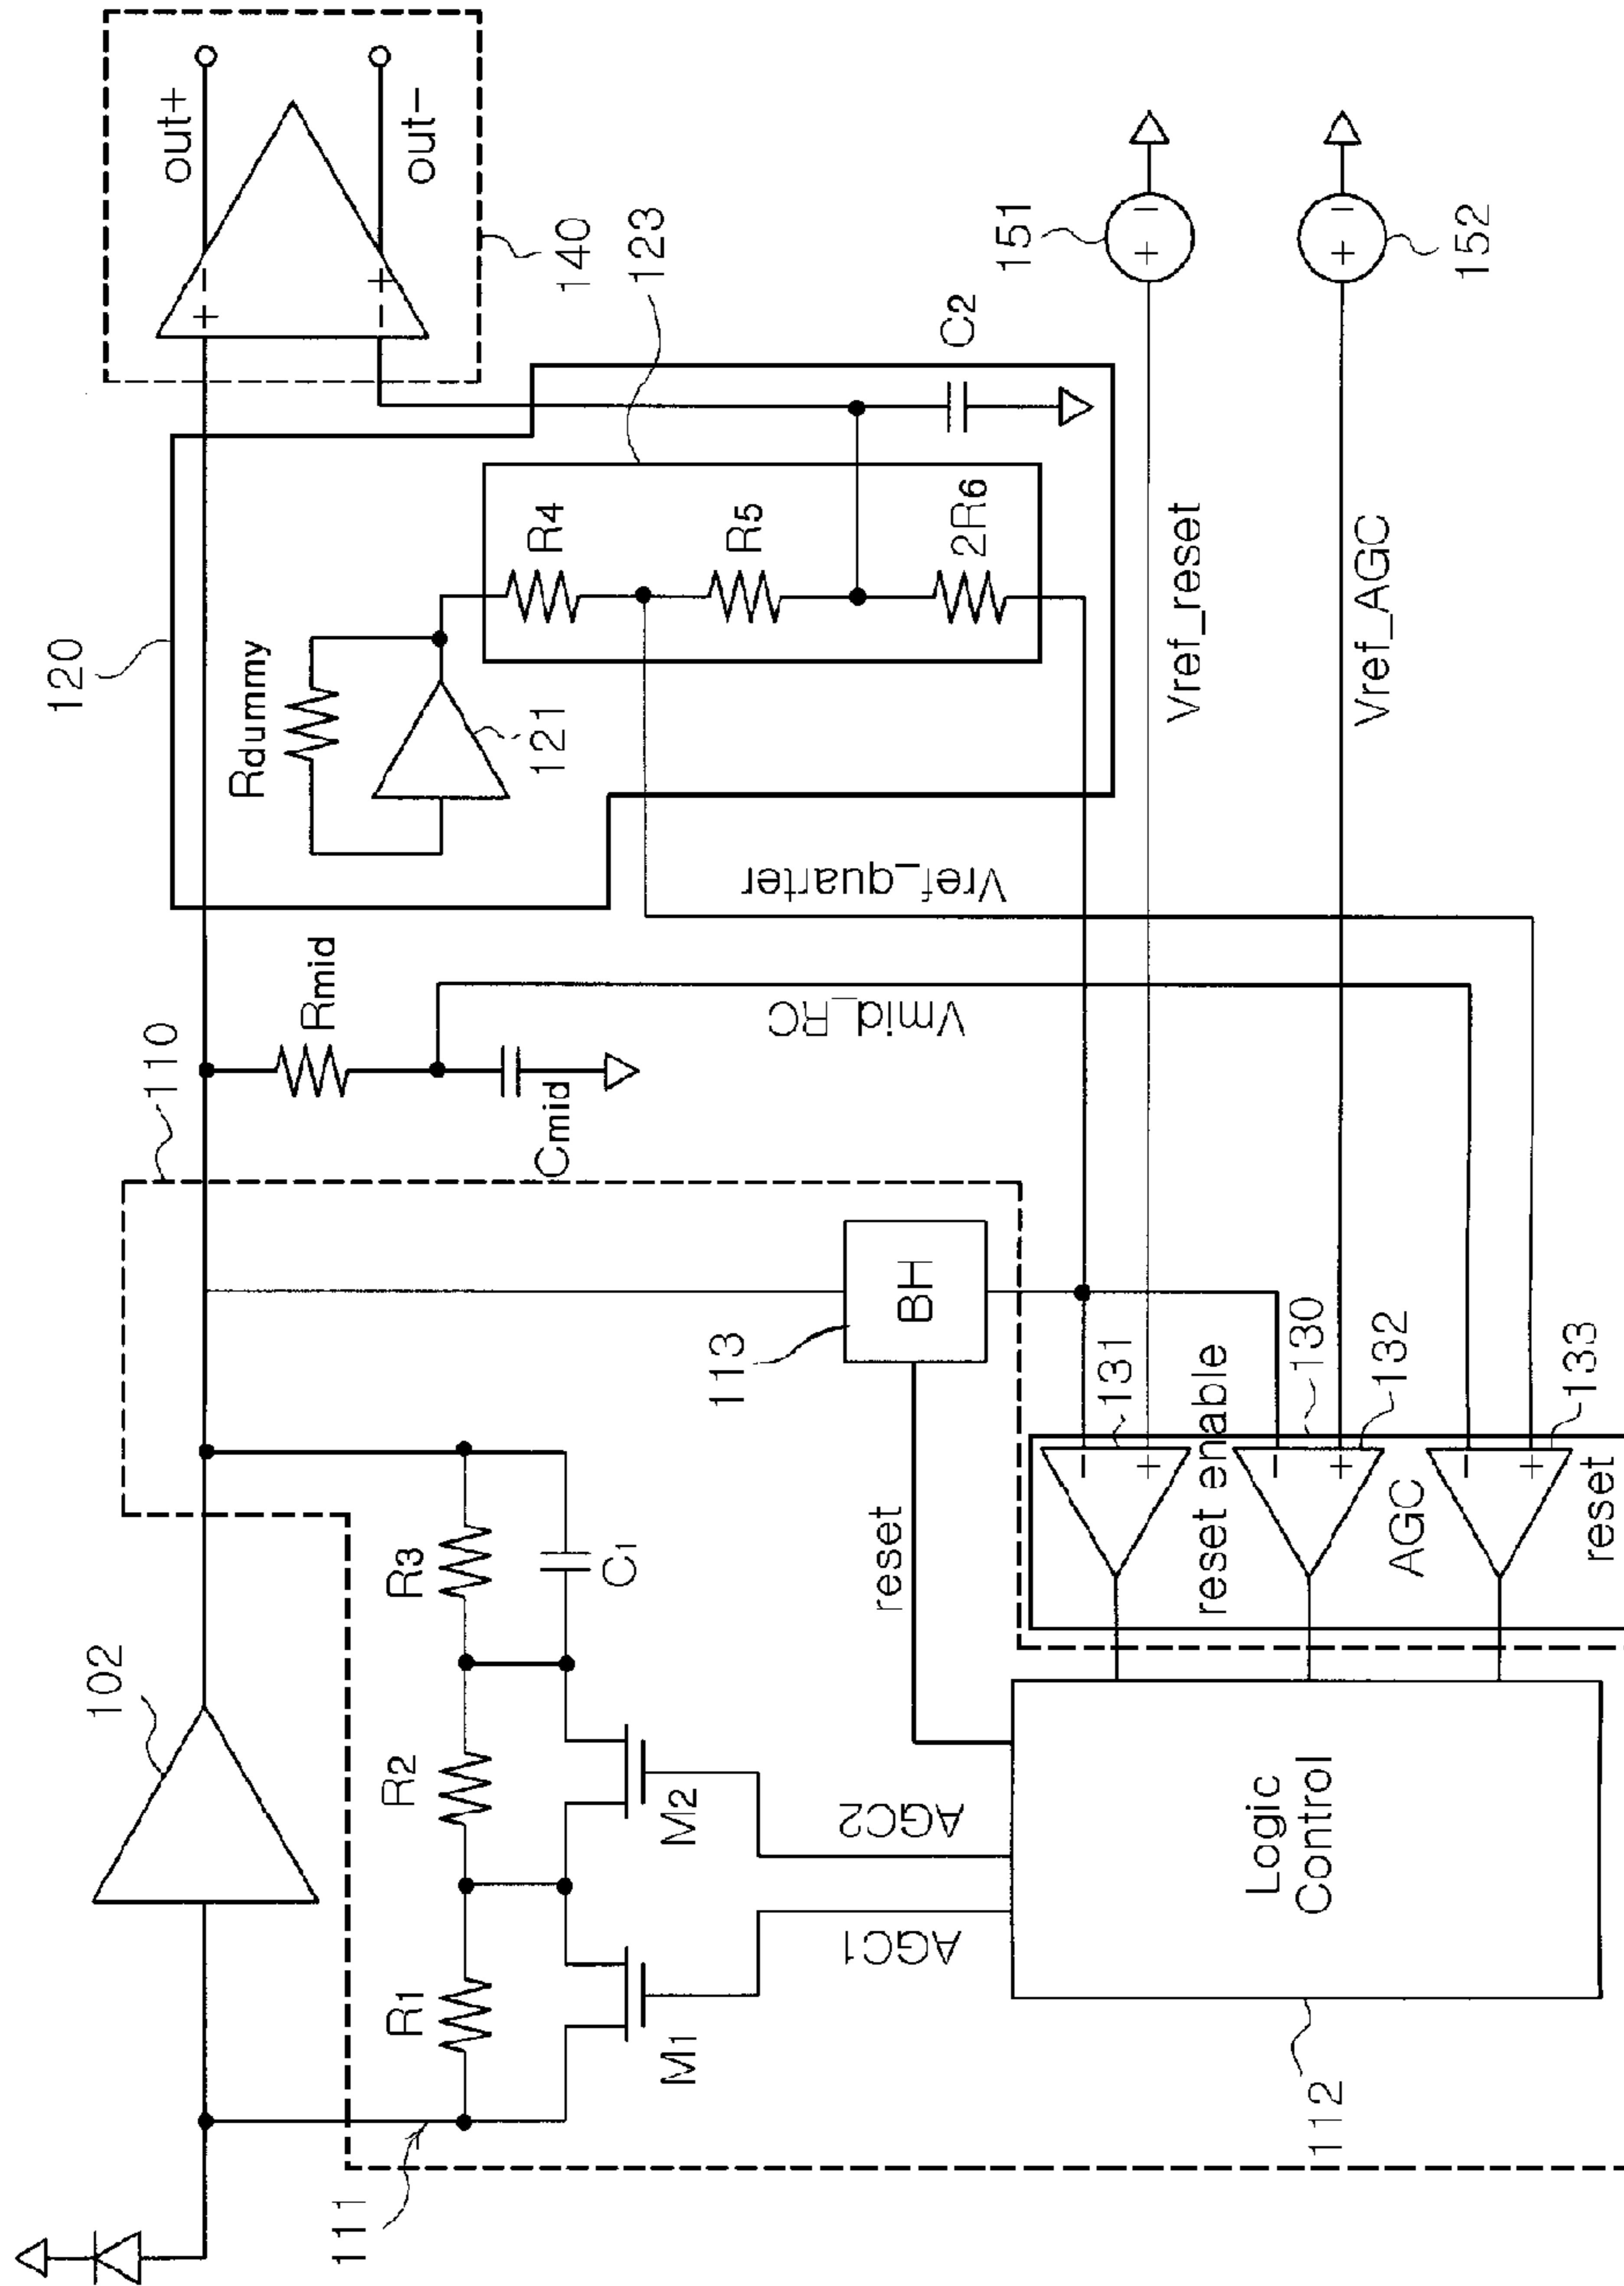 out+
out−
+ −
− +
140
120
123
Rdummy
121
R4
R5
2R6
C2
151
+ −
152
+ −
Vref_reset
Vref_AGC
Vref_quarter
Vmid_RC
110
Rmid
Cmid
102
113
BH
reset
131
− +
reset enable
130
132
− +
AGC
133
− +
reset
R1
R2
R3
C1
M1
M2
AGC1
AGC2
111
112
Logic
Control